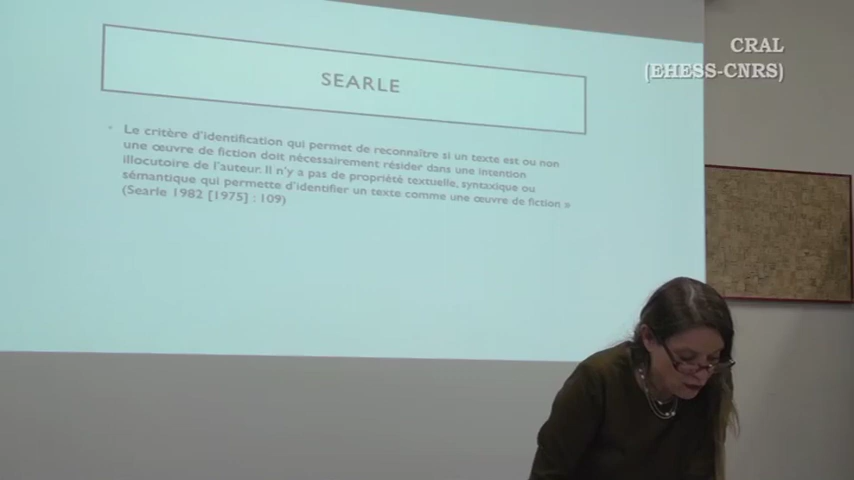 CRAL
(EHESS-CNRS)
SEARLE
Le critère d'identification qui permet de reconnaître si un texte est ou non
une œuvre de fiction doit nécessairement résider dans une intention
illocutoire de l'auteur. Il n'y a pas de propriété textuelle, syntaxique ou
sémantique qui permette d'identifier un texte comme une œuvre de fiction »
(Searle 1982 [1975] : 109)